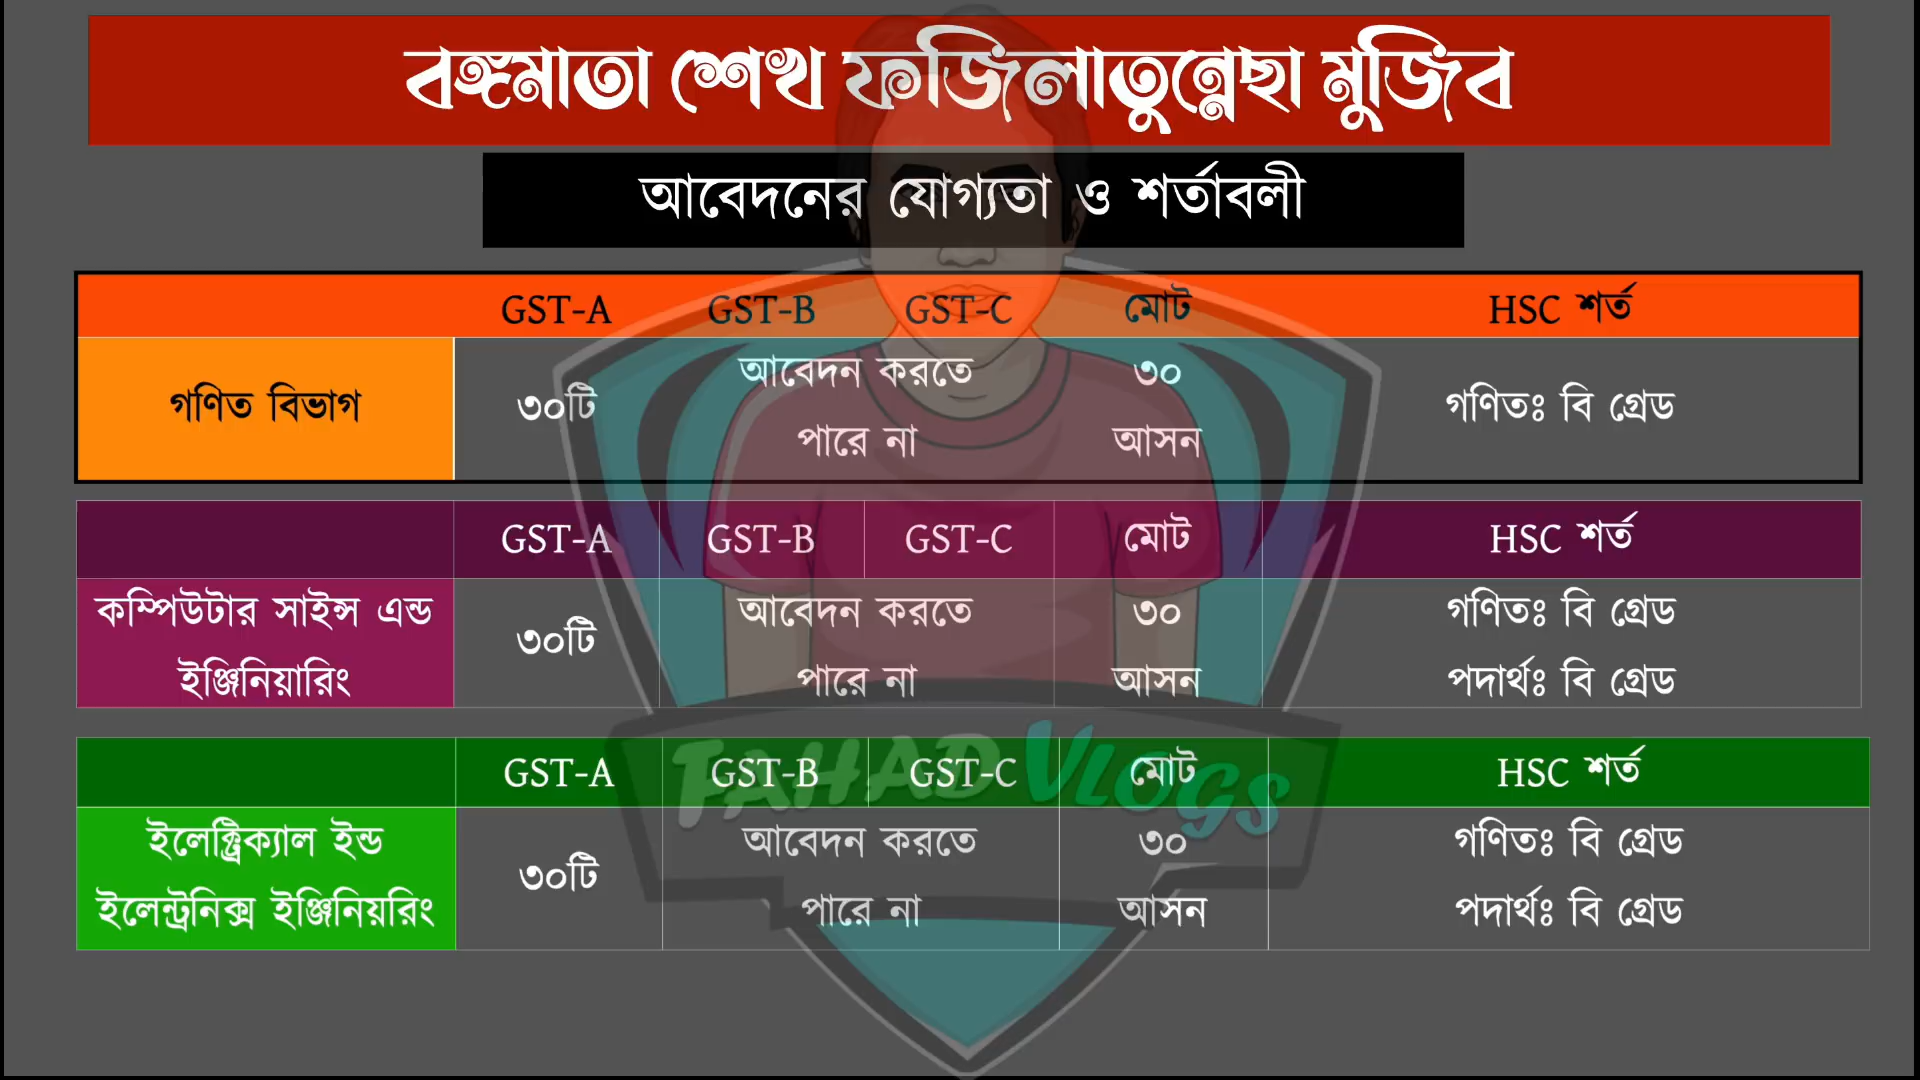 বঙ্গমাতা শেখ ফজিলাতুন্নেছা মুজিব
আবেদনের যোগ্যতা ও শর্তাবলী
GST-A GST-B GST-C মোট HSC শর্ত
গণিত বিভাগ ৩০টি আবেদন করতে ৩০ গণিতঃ বি গ্রেড
পারে না আসন
GST-A GST-B GST-C মোট HSC শর্ত
কম্পিউটার সাইন্স এন্ড ৩০টি আবেদন করতে ৩০ গণিতঃ বি গ্রেড
ইঞ্জিনিয়ারিং পারে না আসন পদার্থঃ বি গ্রেড
FAHAD VLOGS
GST-A GST-B GST-C মোট HSC শর্ত
ইলেক্ট্রিক্যাল ইন্ড ৩০টি আবেদন করতে ৩০ গণিতঃ বি গ্রেড
ইলেন্ট্রনিক্স ইঞ্জিনিয়রিং পারে না আসন পদার্থঃ বি গ্রেড